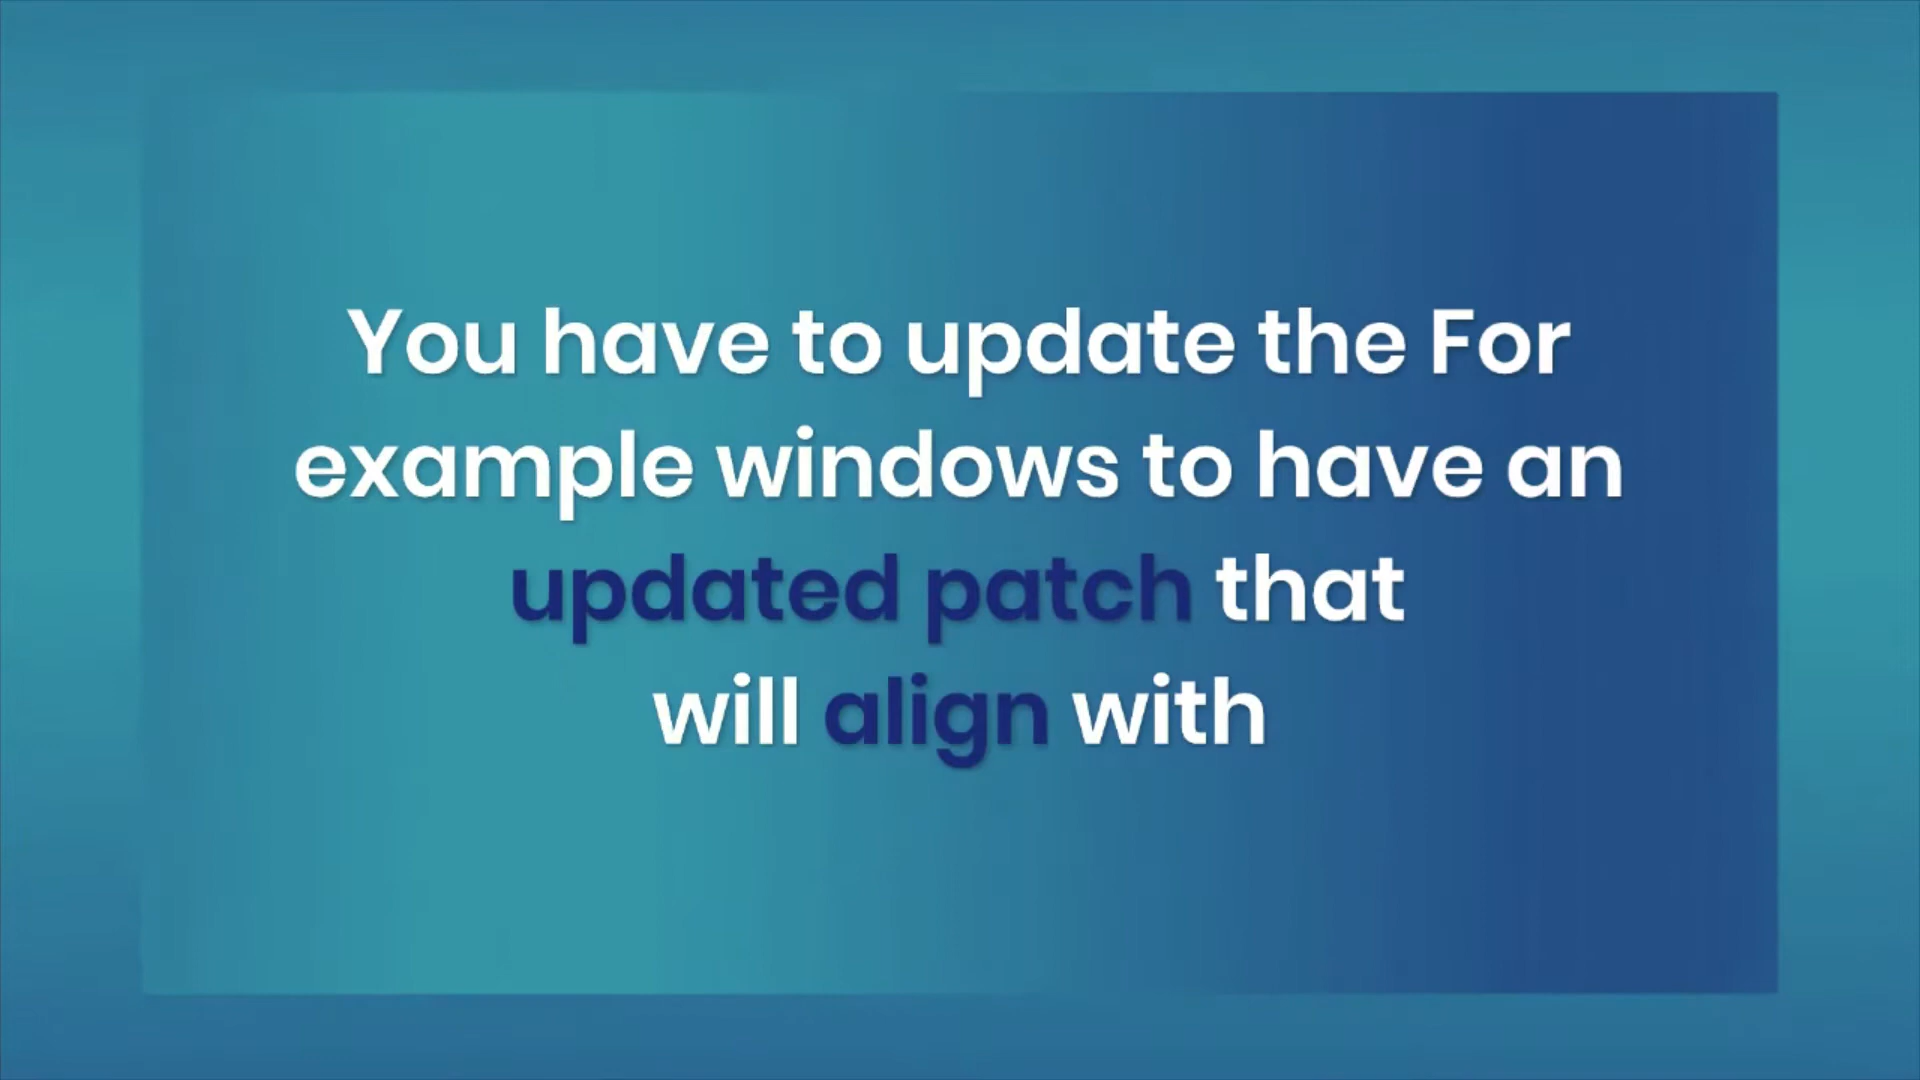 You have to update the For
example windows to have an
updated patch that
will align with